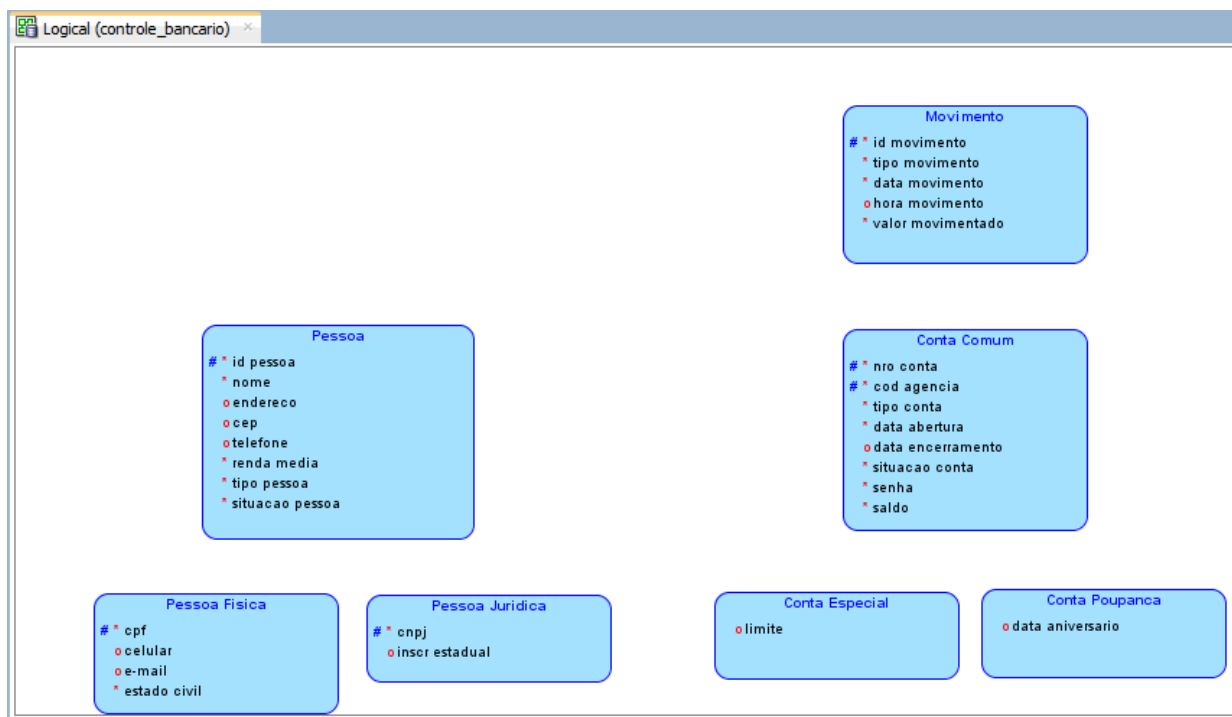 Logical (controle_bancario)
Movimento
# * id movimento
* tipo movimento
* data movimento
o hora movimento
* valor movimentado
Pessoa
# * id pessoa
* nome
o endereco
o cep
o telefone
* renda media
* tipo pessoa
* situacao pessoa
Conta Comum
# * nro conta
# * cod agencia
* tipo conta
* data abertura
o data encerramento
* situacao conta
* senha
* saldo
Pessoa Fisica
# * cpf
o celular
o e-mail
* estado civil
Pessoa Juridica
# * cnpj
o inscr estadual
Conta Especial
o limite
Conta Poupanca
o data aniversario